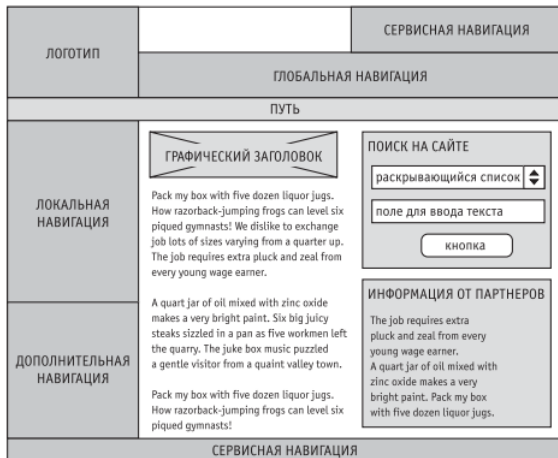 ЛОГОТИП
СЕРВИСНАЯ НАВИГАЦИЯ
ГЛОБАЛЬНАЯ НАВИГАЦИЯ
ПУТЬ
ЛОКАЛЬНАЯ
НАВИГАЦИЯ
ДОПОЛНИТЕЛЬНАЯ
НАВИГАЦИЯ
ГРАФИЧЕСКИЙ ЗАГОЛОВОК
Pack my box with five dozen liquor jugs.
How razorback-jumping frogs can level six
piqued gymnasts! We dislike to exchange
job lots of sizes varying from a quarter up.
The job requires extra pluck and zeal from
every young wage earner.
A quart jar of oil mixed with zinc oxide
makes a very bright paint. Six big juicy
steaks sizzled in a pan as five workmen left
the quarry. The juke box music puzzled
a gentle visitor from a quaint valley town.
Pack my box with five dozen liquor jugs.
How razorback-jumping frogs can level six
piqued gymnasts!
ПОИСК НА САЙТЕ
раскрывающийся список
поле для ввода текста
кнопка
ИНФОРМАЦИЯ ОТ ПАРТНЕРОВ
The job requires extra
pluck and zeal from every
young wage earner.
A quart jar of oil mixed with
zinc oxide makes a very
bright paint. Pack my box
with five dozen liquor jugs.
СЕРВИСНАЯ НАВИГАЦИЯ